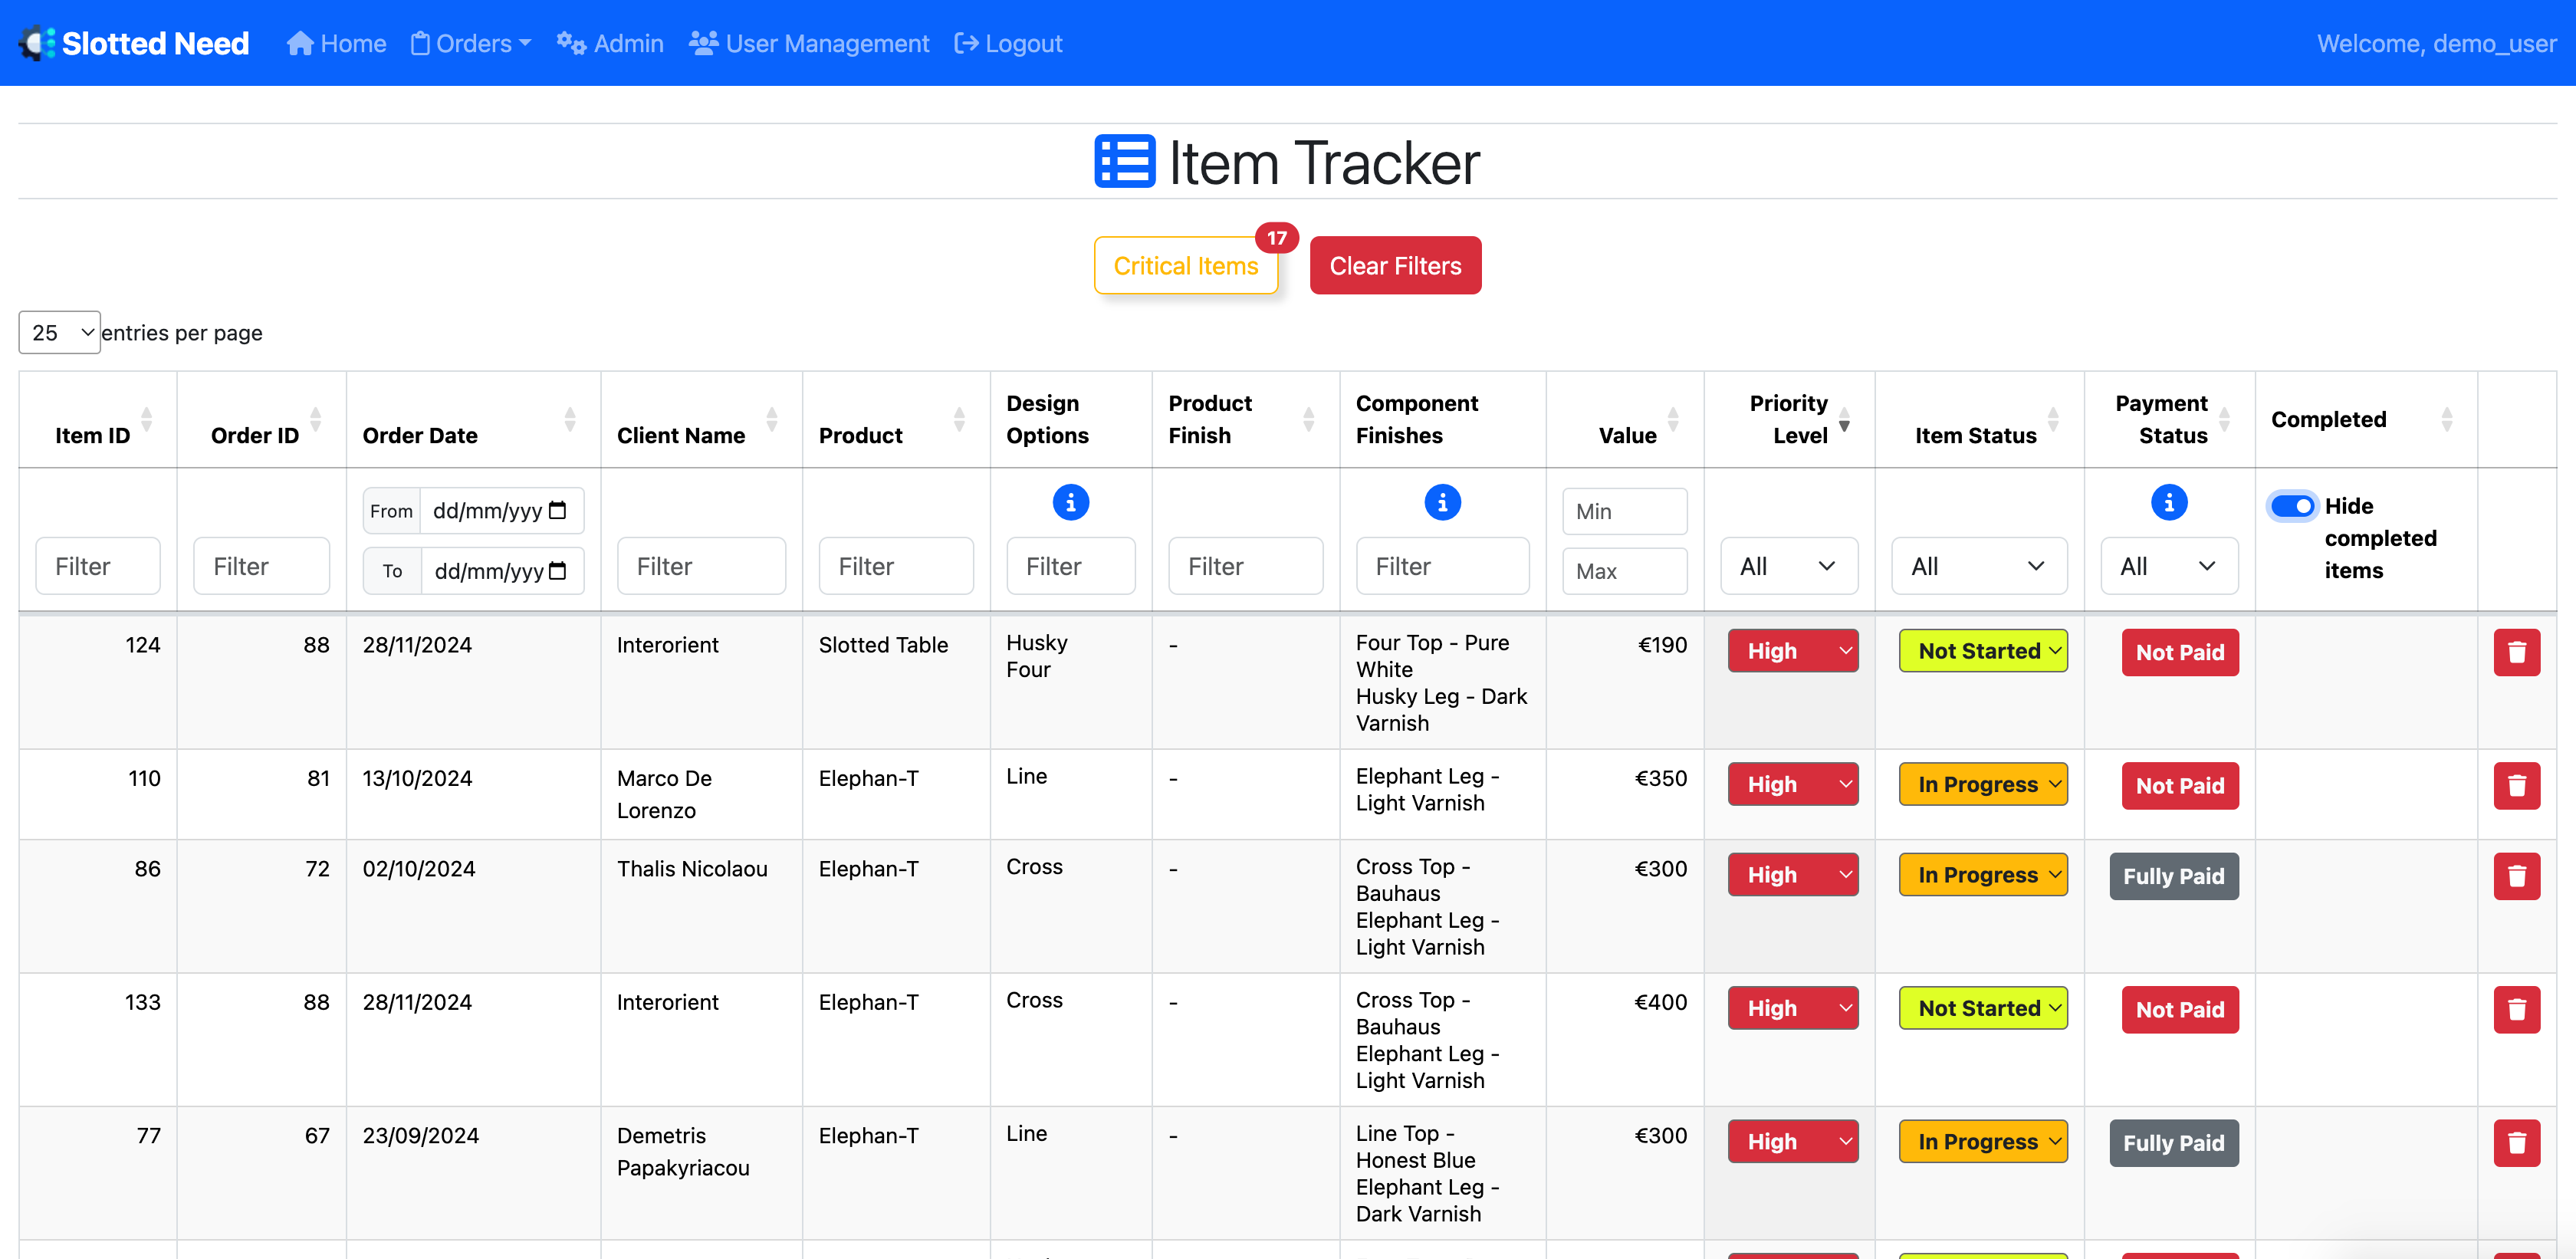 Slotted Need Home Orders Admin User Management Logout Welcome, demo_user
Item Tracker
Critical Items 17 Clear Filters
25 entries per page
Item ID Order ID Order Date Client Name Product Design Options Product Finish Component Finishes Value Priority Level Item Status Payment Status Completed
From dd/mm/yyy Min Hide completed items
Filter Filter To dd/mm/yyy Filter Filter Filter Filter Filter Max All All All
124 88 28/11/2024 Interorient Slotted Table Husky - Four Top - Pure €190 High Not Started Not Paid
Four White
Husky Leg - Dark
Varnish
110 81 13/10/2024 Marco De Elephan-T Line - Elephant Leg - €350 High In Progress Not Paid
Lorenzo Light Varnish
86 72 02/10/2024 Thalis Nicolaou Elephan-T Cross - Cross Top - €300 High In Progress Fully Paid
Bauhaus
Elephant Leg -
Light Varnish
133 88 28/11/2024 Interorient Elephan-T Cross - Cross Top - €400 High Not Started Not Paid
Bauhaus
Elephant Leg -
Light Varnish
77 67 23/09/2024 Demetris Elephan-T Line - Line Top - €300 High In Progress Fully Paid
Papakyriacou Honest Blue
Elephant Leg -
Dark Varnish